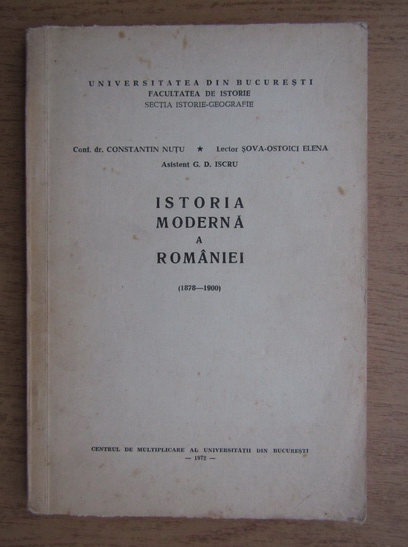 UNIVERSITATEA DIN BUCUREȘTI
FACULTATEA DE ISTORIE
SECȚIA ISTORIE-GEOGRAFIE
Conf. dr. CONSTANTIN NUȚU ★ Lector ȘOVA-OSTOICI ELENA
Asistent G. D. ISCRU
ISTORIA
MODERNĂ
A
ROMÂNIEI
(1878—1900)
CENTRUL DE MULTIPLICARE AL UNIVERSITĂȚII DIN BUCUREȘTI
— 1972 —